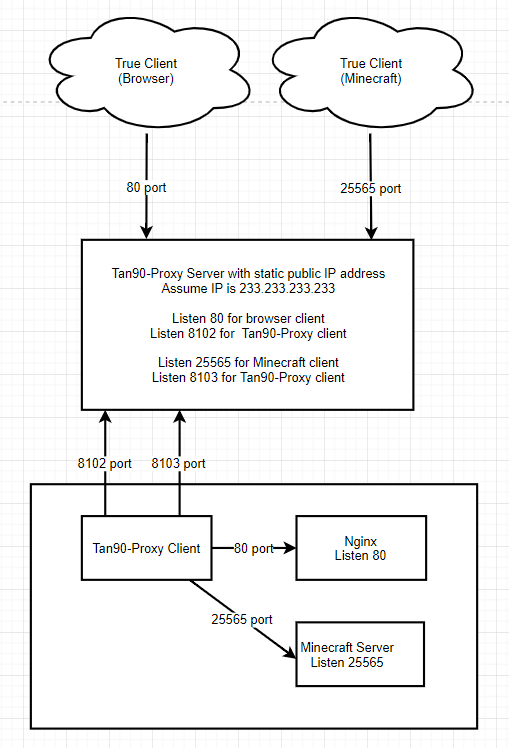 True Client
(Browser)
True Client
(Minecraft)
80 port
25565 port
Tan90-Proxy Server with static public IP address
Assume IP is 233.233.233.233
Listen 80 for browser client
Listen 8102 for Tan90-Proxy client
Listen 25565 for Minecraft client
Listen 8103 for Tan90-Proxy client
8102 port
8103 port
Tan90-Proxy Client
80 port
Nginx
Listen 80
25565 port
Minecraft Server
Listen 25565